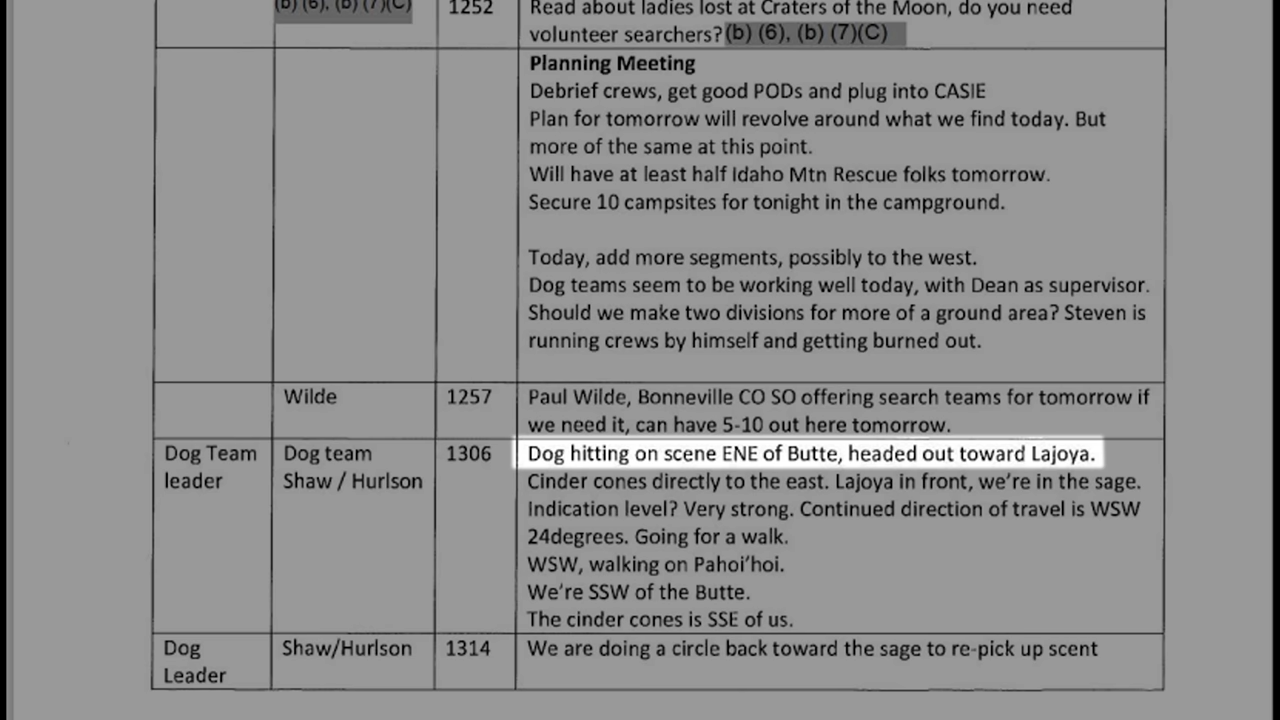 (b) (6), (b) (7)(C)
1252
Read about ladies lost at Craters of the Moon, do you need
volunteer searchers? (b) (6), (b) (7)(C)
Planning Meeting
Debrief crews, get good PODs and plug into CASIE
Plan for tomorrow will revolve around what we find today. But
more of the same at this point.
Will have at least half Idaho Mtn Rescue folks tomorrow.
Secure 10 campsites for tonight in the campground.
Today, add more segments, possibly to the west.
Dog teams seem to be working well today, with Dean as supervisor.
Should we make two divisions for more of a ground area? Steven is
running crews by himself and getting burned out.
Wilde
1257
Paul Wilde, Bonneville CO SO offering search teams for tomorrow if
we need it, can have 5-10 out here tomorrow.
Dog Team
leader
Dog team
Shaw / Hurlson
1306
Dog hitting on scene ENE of Butte, headed out toward Lajoya.
Cinder cones directly to the east. Lajoya in front, we're in the sage.
Indication level? Very strong. Continued direction of travel is WSW
24degrees. Going for a walk.
WSW, walking on Pahoi'hoi.
We're SSW of the Butte.
The cinder cones is SSE of us.
Dog
Leader
Shaw/Hurlson
1314
We are doing a circle back toward the sage to re-pick up scent